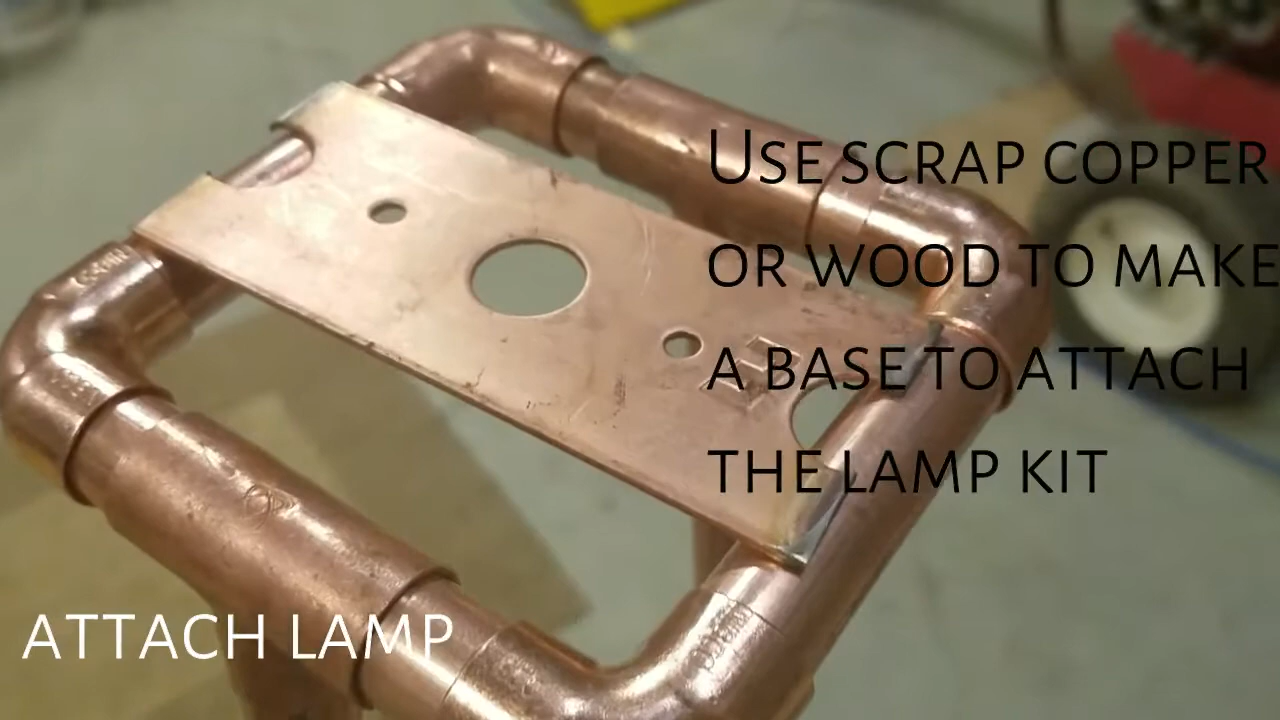 USE SCRAP COPPER
OR WOOD TO MAKE
A BASE TO ATTACH
THE LAMP KIT
ATTACH LAMP